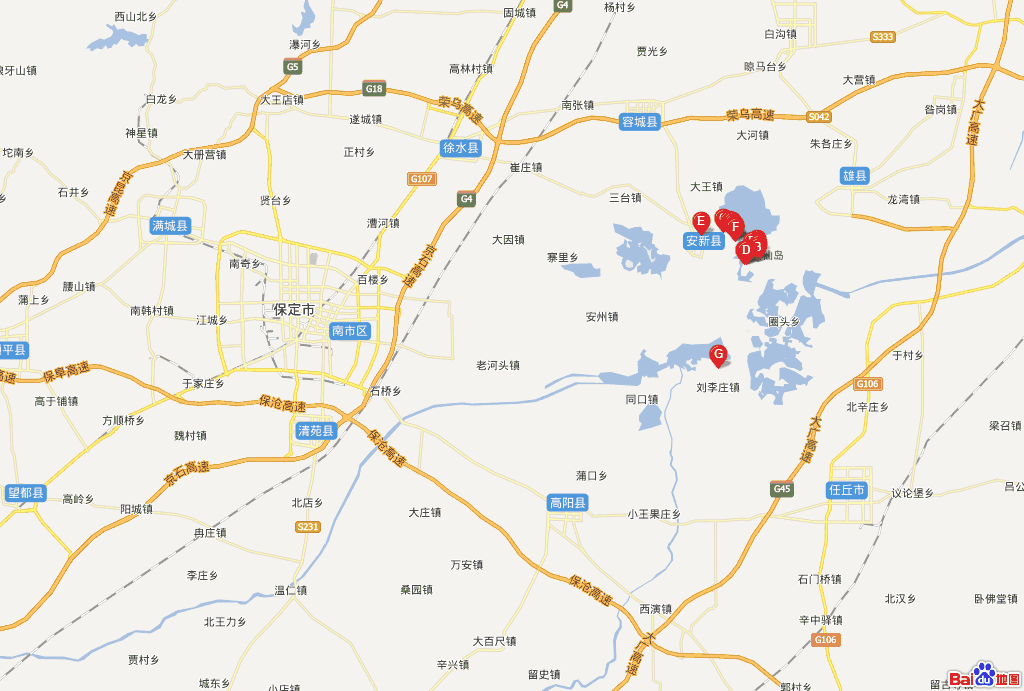 固城镇
G4
杨村乡
西山北乡
瀑河乡
白沟镇
S333
贾光乡
狼牙山镇
G5
高林村镇
晾马台乡
大营镇
G18
白龙乡
大王店镇
荣乌高速
南张镇
容城县
荣乌高速
S042
昝岗镇
大广高速
遂城镇
神星镇
大河镇
朱各庄乡
坨南乡
大册营镇
正村乡
徐水县
崔庄镇
G107
雄县
京昆高速
石井乡
贤台乡
G4
三台镇
大王镇
龙湾镇
满城县
漕河镇
大因镇
E
F
安新县
D
B
仙岛
南奇乡
京石高速
寨里乡
百楼乡
腰山镇
蒲上乡
南韩村镇
江城乡
保定市
南市区
安州镇
圈头乡
平县
老河头镇
G
于村乡
高速
保阜高速
于家庄乡
石桥乡
刘李庄镇
G106
高于铺镇
保沧高速
同口镇
北辛庄乡
方顺桥乡
魏村镇
清苑县
保沧高速
大广高速
梁召镇
京石高速
蒲口乡
望都县
高岭乡
阳城镇
北店乡
高阳县
G45
任丘市
议论堡乡
昌公
S231
大庄镇
小王果庄乡
冉庄镇
李庄乡
温仁镇
万安镇
桑园镇
保沧高速
石门桥镇
北汉乡
卧佛堂镇
西演镇
北王力乡
辛中驿镇
G106
大百尺镇
大广高速
贾村乡
辛兴镇
留史镇
城东乡
小店镇
郭村乡
留古
Bai du 地图